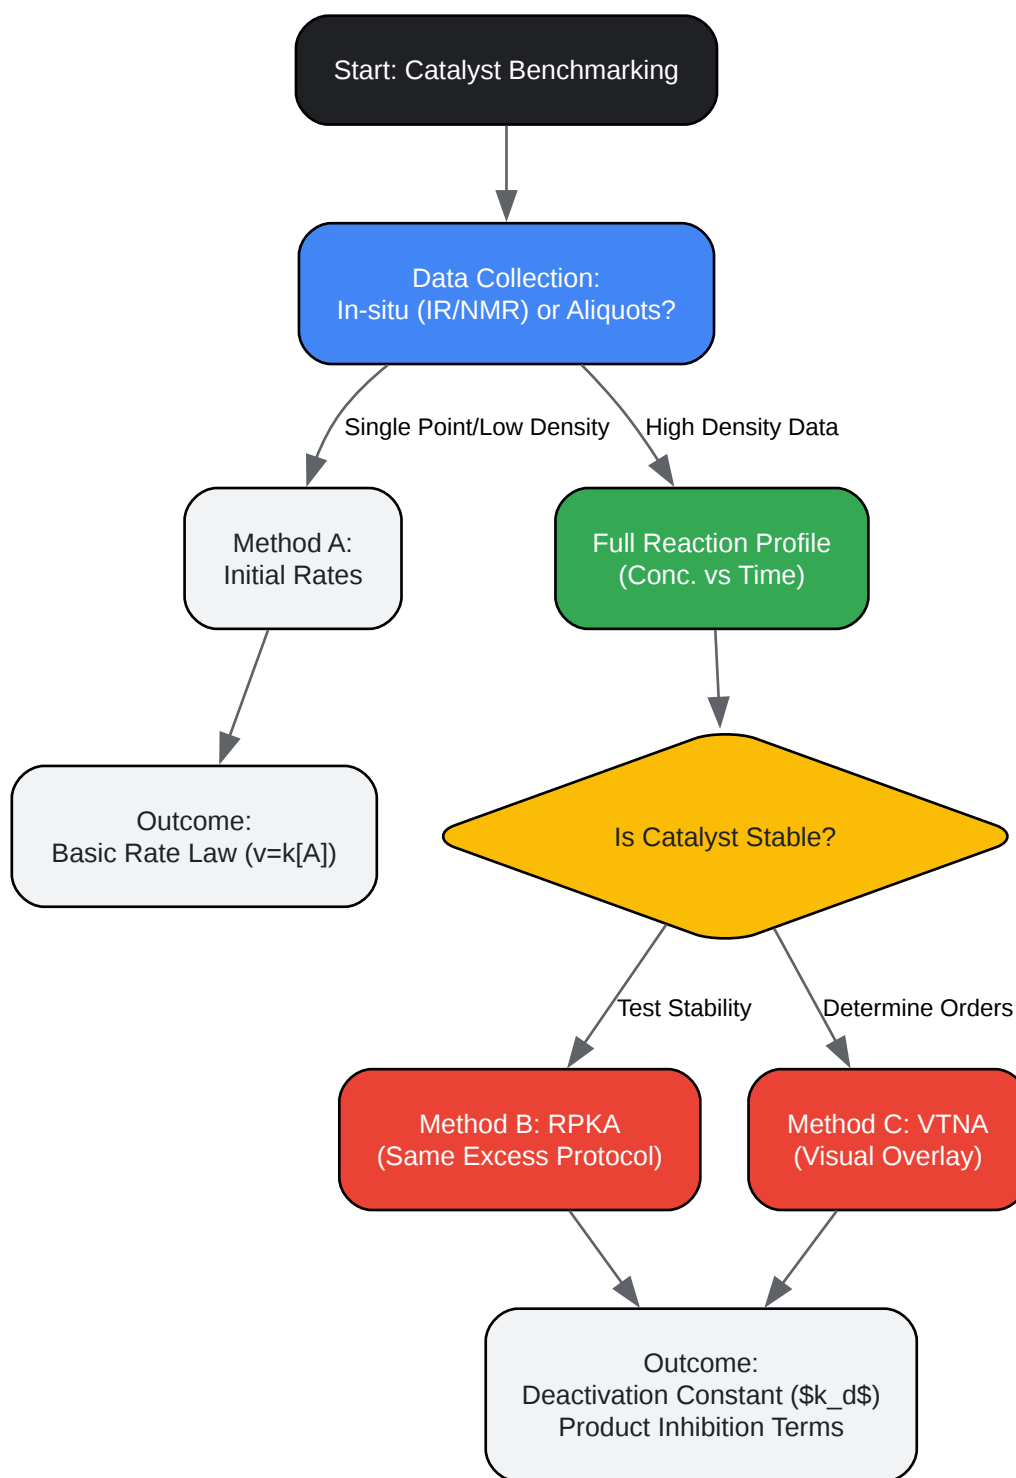 Start: Catalyst Benchmarking
Data Collection:
In-situ (IR/NMR) or Aliquots?
Single Point/Low Density
High Density Data
Method A:
Initial Rates
Full Reaction Profile
(Conc. vs Time)
Outcome:
Basic Rate Law (v=k[A])
Is Catalyst Stable?
Test Stability
Determine Orders
Method B: RPKA
(Same Excess Protocol)
Method C: VTNA
(Visual Overlay)
Outcome:
Deactivation Constant ($k_d$)
Product Inhibition Terms